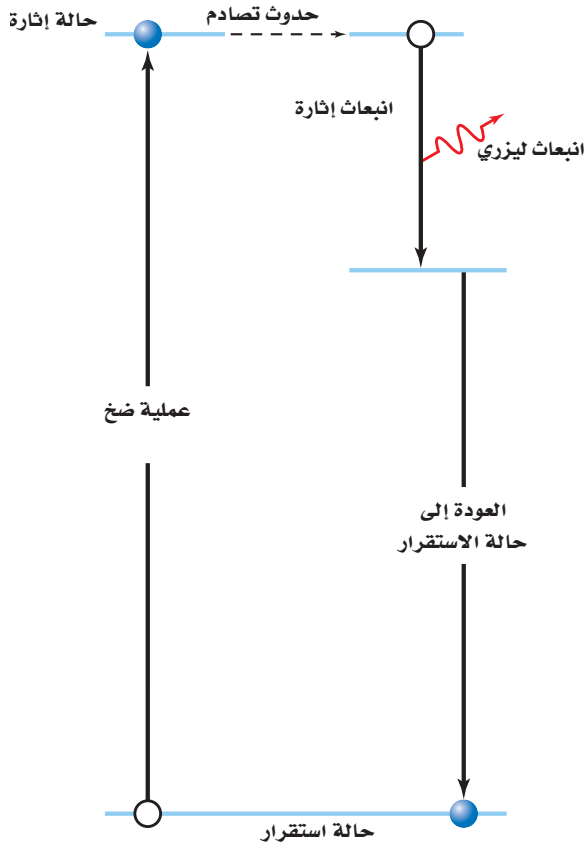 حالة إثارة
حدوث تصادم
انبعاث إثارة
انبعاث ليزري
عملية ضخ
العودة إلى
حالة الاستقرار
حالة استقرار